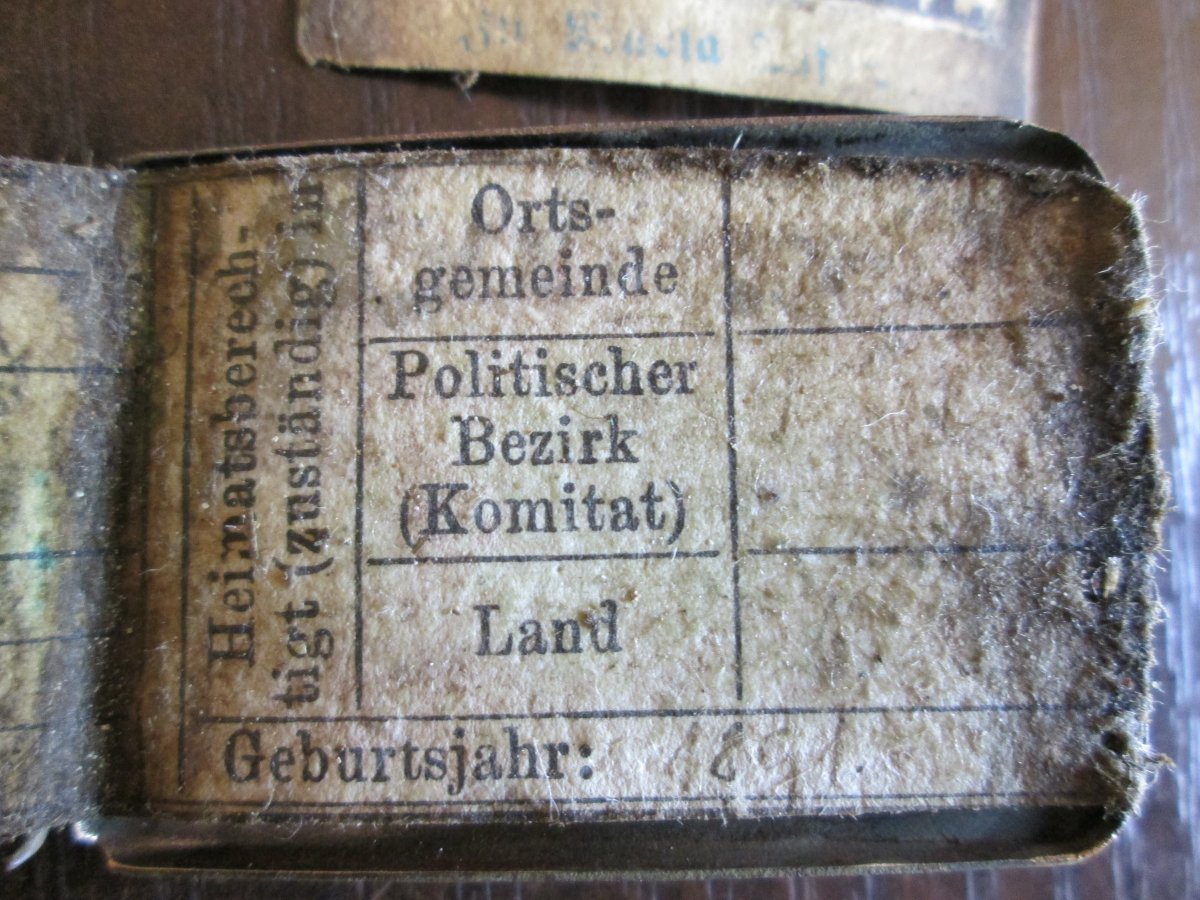 Heimatsberech-
tigt (zuständig) in
Orts-
gemeinde
Politischer
Bezirk
(Komitat)
Land
Geburtsjahr: 1891.